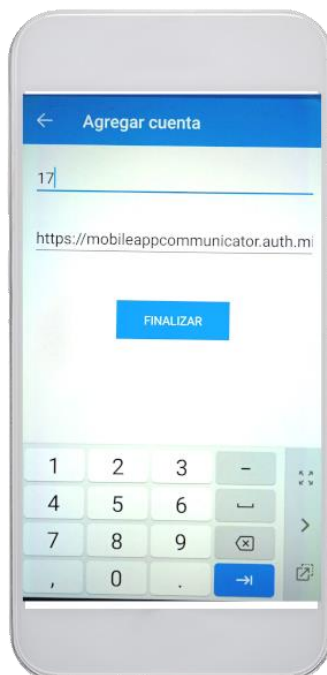 Agregar cuenta
17
https://mobileappcommunicator.auth.mi
FINALIZAR
1 2 3 -
4 5 6
7 8 9
, 0 .